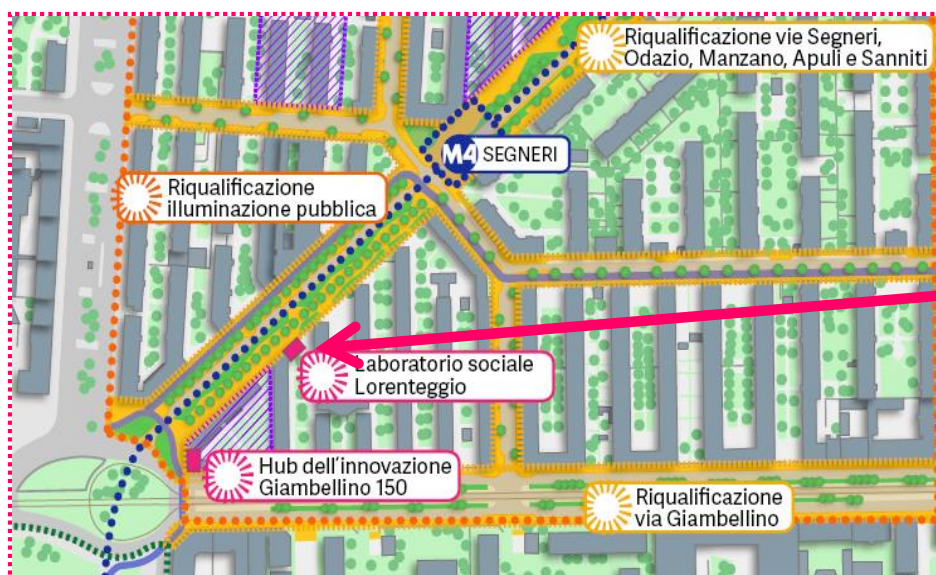 Riqualificazione vie Segneri,
Odazio, Manzano, Apuli e Sanniti
M4 SEGNERI
Riqualificazione
illuminazione pubblica
Laboratorio sociale
Lorenteggio
Hub dell'innovazione
Giambellino 150
Riqualificazione
via Giambellino